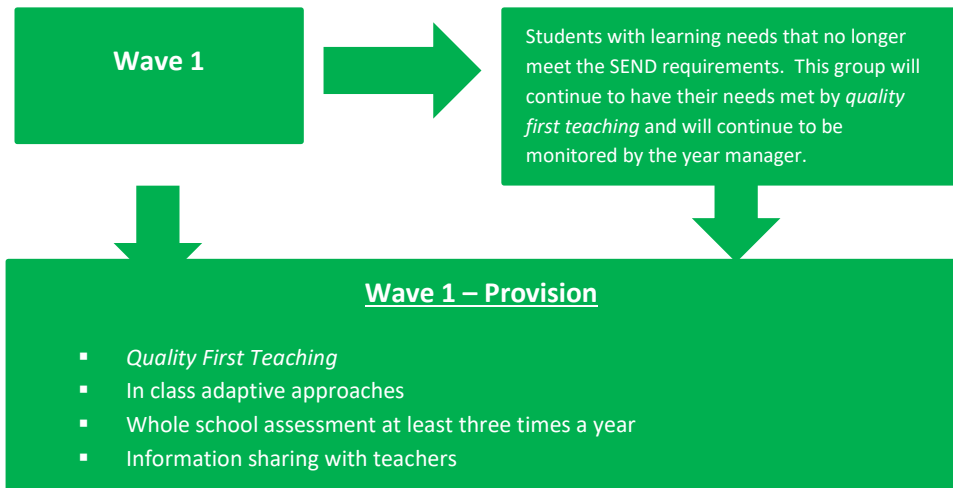 Wave 1
Students with learning needs that no longer
meet the SEND requirements.  This group will
continue to have their needs met by quality
first teaching and will continue to be
monitored by the year manager.
Wave 1 – Provision
▪ Quality First Teaching
▪ In class adaptive approaches
▪ Whole school assessment at least three times a year
▪ Information sharing with teachers